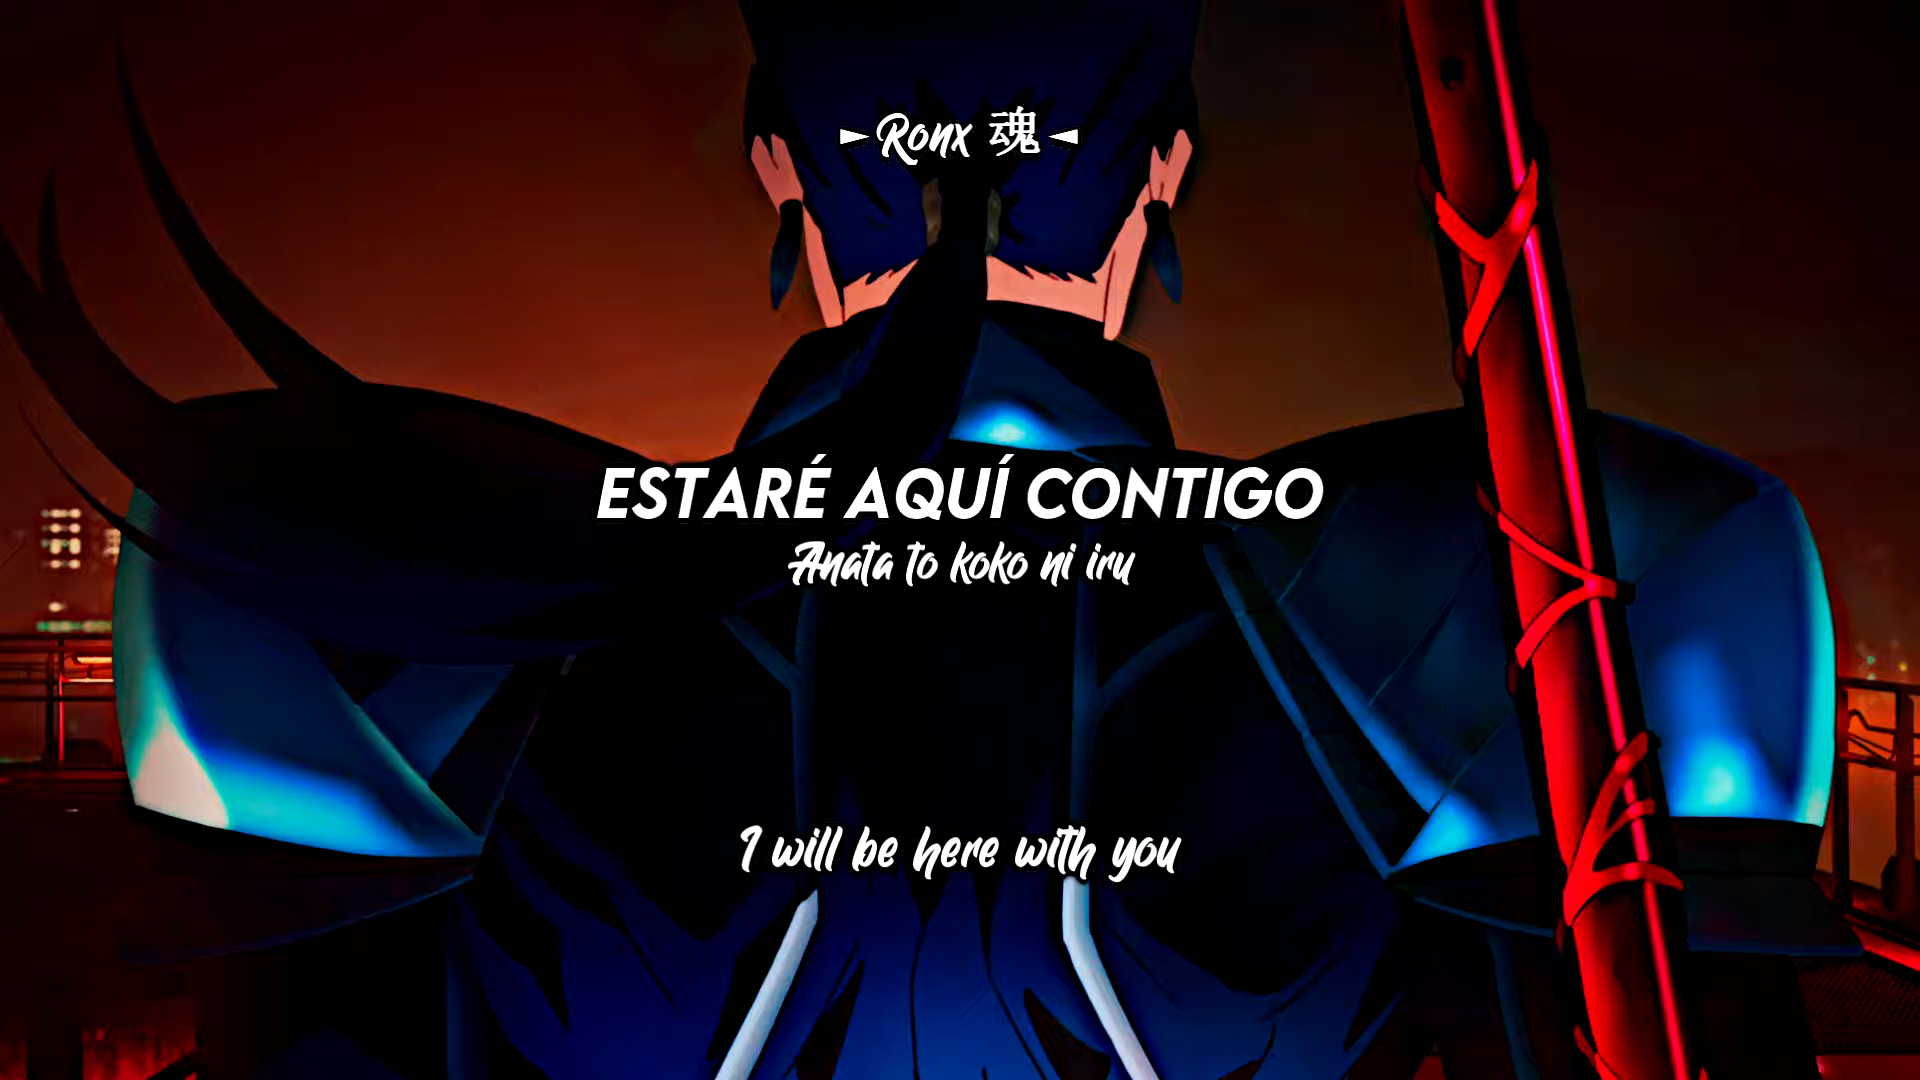 ►Ronx 魂◄
ESTARÉ AQUÍ CONTIGO
Anata to koko ni iru
I will be here with you